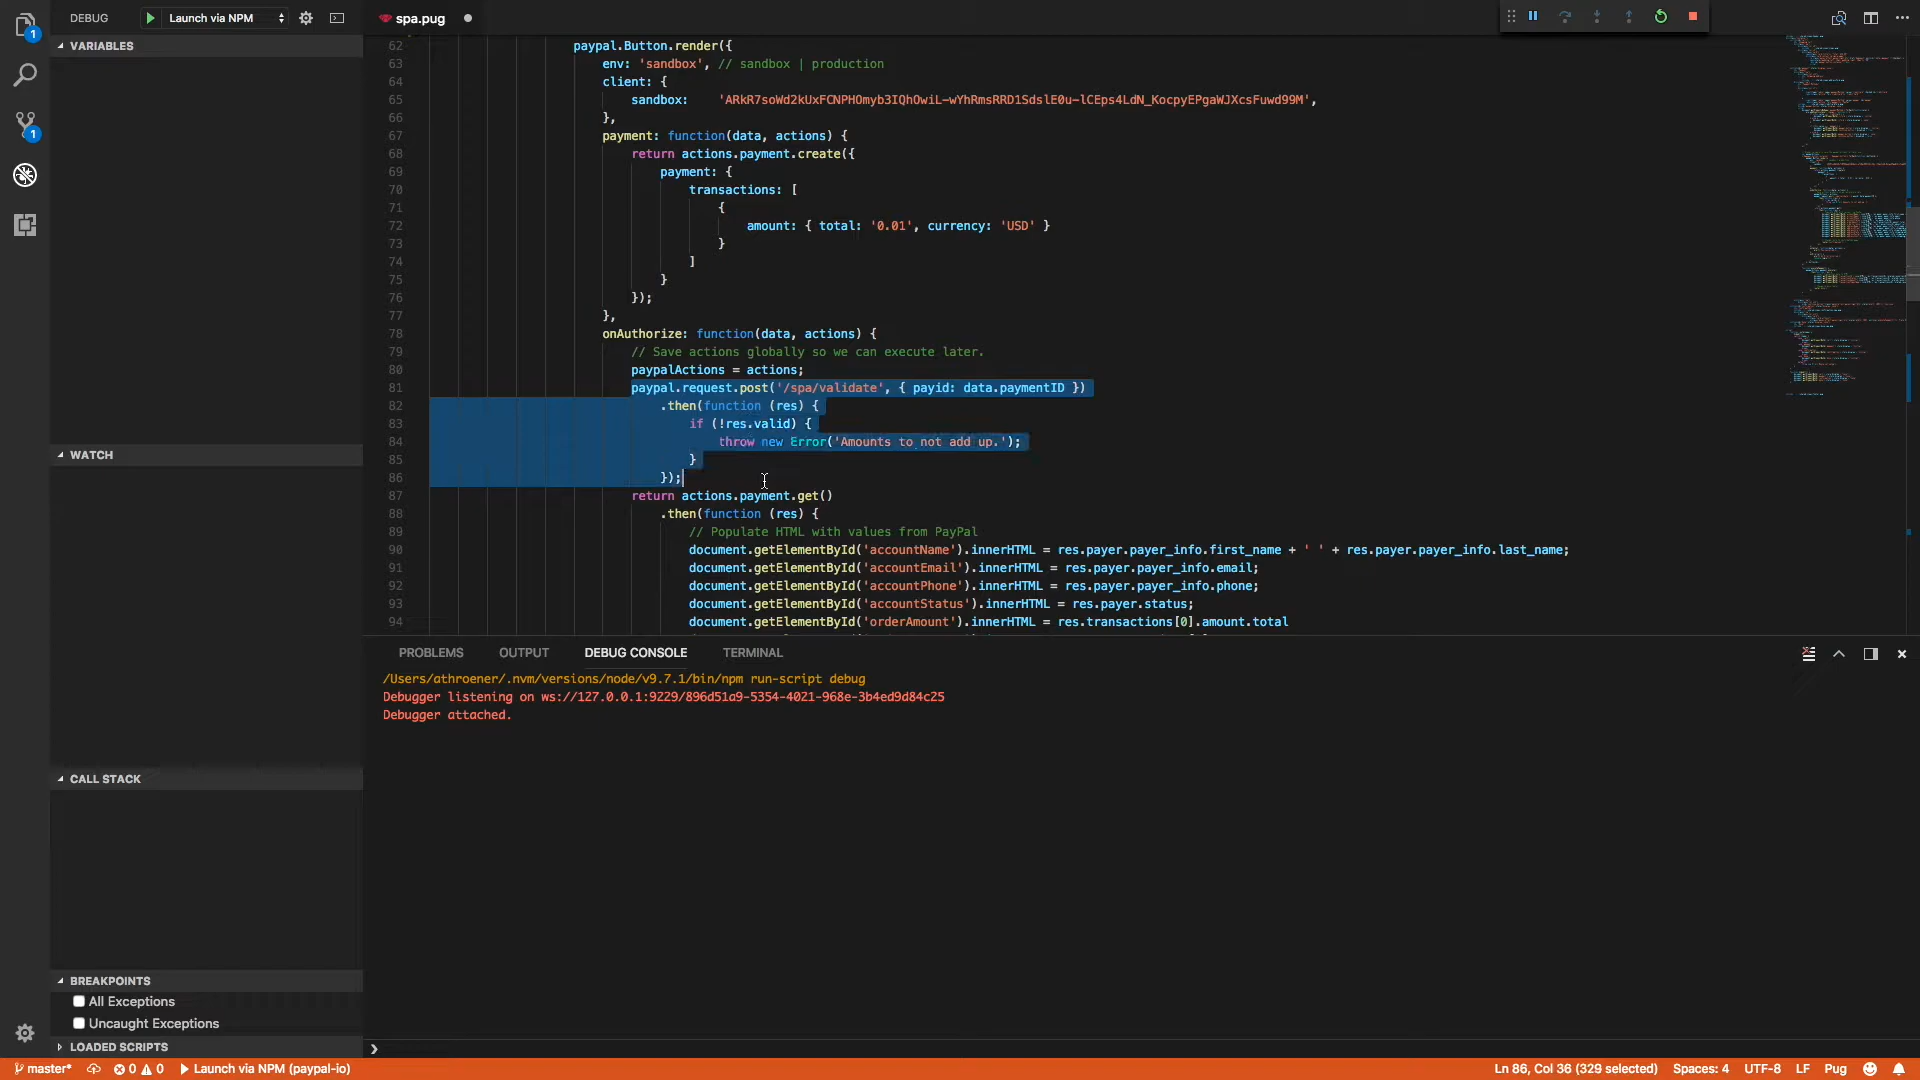 DEBUG Launch via NPM
spa.pug
VARIABLES
WATCH
CALL STACK
BREAKPOINTS
All Exceptions
Uncaught Exceptions
LOADED SCRIPTS
1
1
62 paypal.Button.render({
63 env: 'sandbox', // sandbox | production
64 client: {
65 sandbox: 'ARkR7soWd2kUxFCNPHOmyb3IQhOwiL-wYhRmsRRD1SdslE0u-lCEps4LdN_KocpyEPgaWJXcsFuwd99M',
66 },
67 payment: function(data, actions) {
68 return actions.payment.create({
69 payment: {
70 transactions: [
71 {
72 amount: { total: '0.01', currency: 'USD' }
73 }
74 ]
75 }
76 });
77 },
78 onAuthorize: function(data, actions) {
79 // Save actions globally so we can execute later.
80 paypalActions = actions;
81 paypal.request.post('/spa/validate', { payid: data.paymentID })
82 .then(function (res) {
83 if (!res.valid) {
84 throw new Error('Amounts to not add up.');
85 }
86 });
87 return actions.payment.get()
88 .then(function (res) {
89 // Populate HTML with values from PayPal
90 document.getElementById('accountName').innerHTML = res.payer.payer_info.first_name + ' ' + res.payer.payer_info.last_name;
91 document.getElementById('accountEmail').innerHTML = res.payer.payer_info.email;
92 document.getElementById('accountPhone').innerHTML = res.payer.payer_info.phone;
93 document.getElementById('accountStatus').innerHTML = res.payer.status;
94 document.getElementById('orderAmount').innerHTML = res.transactions[0].amount.total
PROBLEMS OUTPUT DEBUG CONSOLE TERMINAL
/Users/athroener/.nvm/versions/node/v9.7.1/bin/npm run-script debug
Debugger listening on ws://127.0.0.1:9229/896d51a9-5354-4021-968e-3b4ed9d84c25
Debugger attached.
master* 0 0 Launch via NPM (paypal-io) Ln 86, Col 36 (329 selected) Spaces: 4 UTF-8 LF Pug